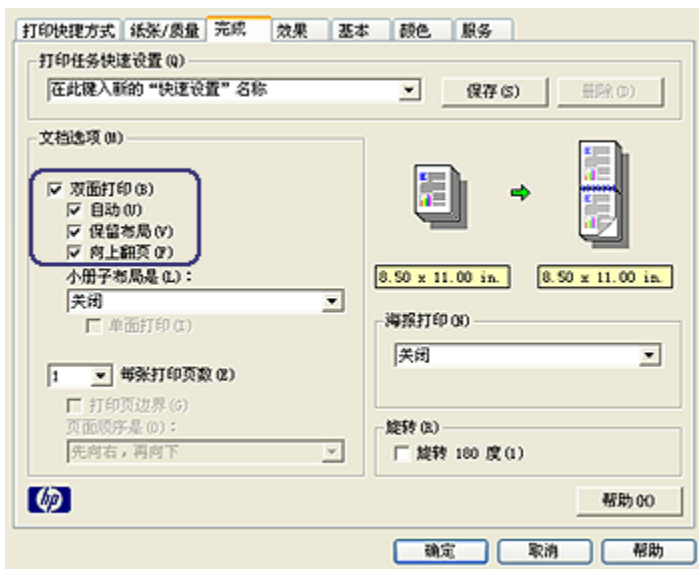 打印快捷方式 纸张/质量 完成 效果 基本 颜色 服务
打印任务快速设置(Q)
在此键入新的“快速设置”名称
保存(S) 删除(D)
文档选项(M)
双面打印(B)
自动(U)
保留布局(V)
向上翻页(F)
小册子布局是(L):
关闭
单面打印(I)
1 每张打印页数(E)
打印页边界(G)
页面顺序是(O):
先向右，再向下
8.50 x 11.00 in. 8.50 x 11.00 in.
海报打印(N)
关闭
旋转(R)
旋转 180 度(1)
hp
帮助(H)
确定 取消 帮助